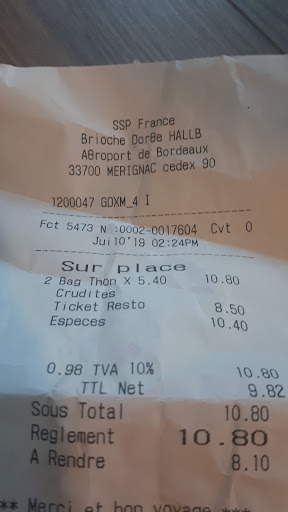 SSP France
Brioche Dor8e HALLB
A8roport de Bordeaux
33700 MERIGNAC cedex 90
1200047 GDXM_4 I
Fct 5473 N :0002-0017604 Cvt 0
Jui10'19 02:24PM
Sur place
2 Bag Thon X 5.40 10.80
Crudites
Ticket Resto 8.50
Especes 10.40
0.98 TVA 10% 10.80
TTL Net 9.82
Sous Total 10.80
Reglement 10.80
A Rendre 8.10
** Merci et bon voyage ***